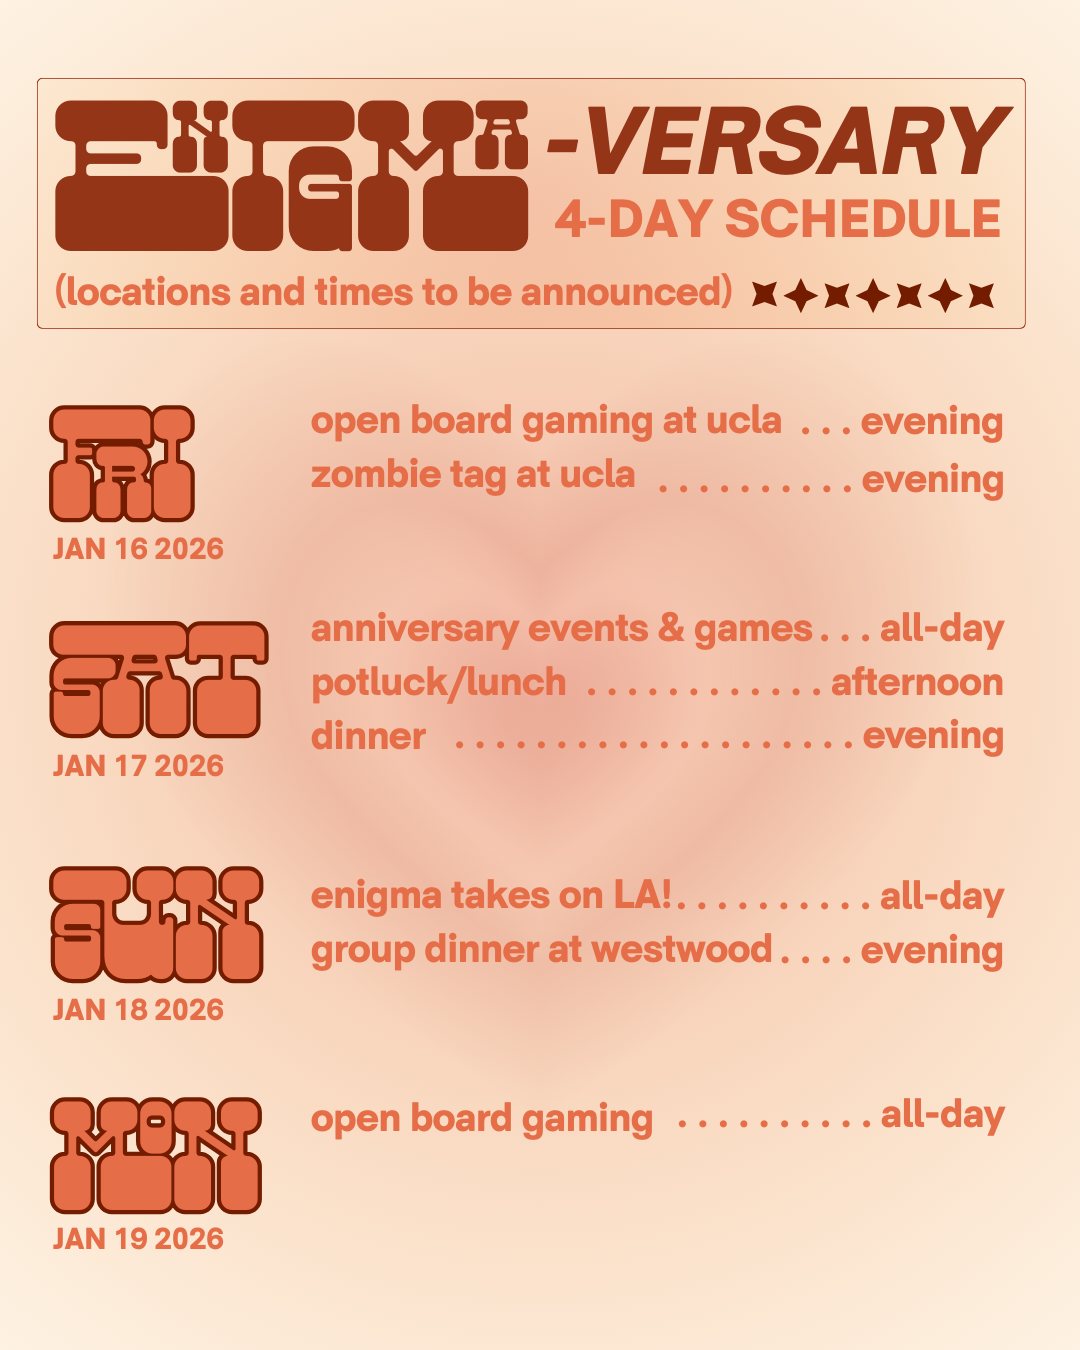 ENIGMA -VERSARY
4-DAY SCHEDULE
(locations and times to be announced)
FRI
JAN 16 2026
open board gaming at ucla ... evening
zombie tag at ucla .......... evening
SAT
JAN 17 2026
anniversary events & games ... all-day
potluck/lunch ............ afternoon
dinner .................... evening
SUN
JAN 18 2026
enigma takes on LA! .......... all-day
group dinner at westwood .... evening
MON
JAN 19 2026
open board gaming .......... all-day